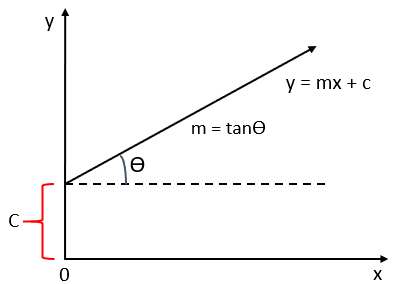 y
y = mx + c
m = tanΘ
Θ
C
0
x